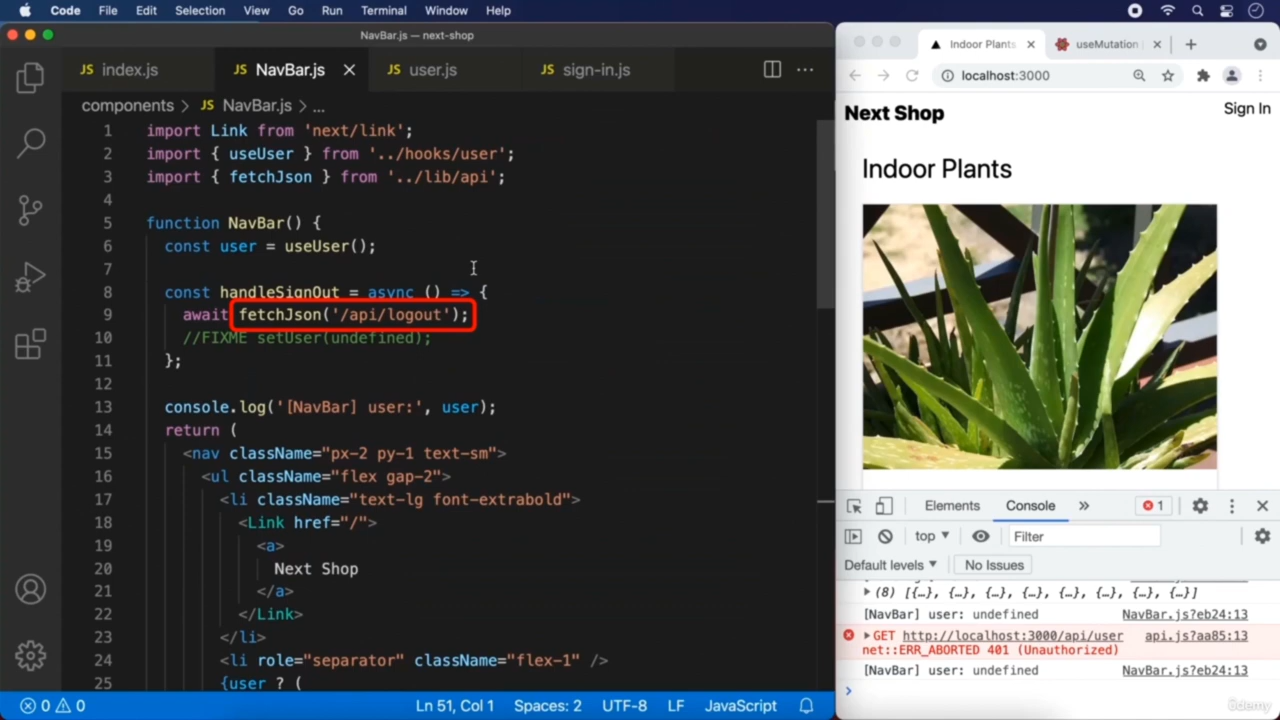 Code File Edit Selection View Go Run Terminal Window Help
NavBar.js — next-shop
JS index.js JS NavBar.js JS user.js JS sign-in.js
components > JS NavBar.js > ...
1 import Link from 'next/link';
2 import { useUser } from '../hooks/user';
3 import { fetchJson } from '../lib/api';
4
5 function NavBar() {
6 const user = useUser();
7
8 const handleSignOut = async () => {
9 await fetchJson('/api/logout');
10 //FIXME setUser(undefined);
11 };
12
13 console.log('[NavBar] user:', user);
14 return (
15 <nav className="px-2 py-1 text-sm">
16 <ul className="flex gap-2">
17 <li className="text-lg font-extrabold">
18 <Link href="/">
19 <a>
20 Next Shop
21 </a>
22 </Link>
23 </li>
24 <li role="separator" className="flex-1" />
25 {user ? (
0 0 Ln 51, Col 1 Spaces: 2 UTF-8 LF JavaScript
Indoor Plants useMutation
localhost:3000
Next Shop Sign In
Indoor Plants
Elements Console » 1
top Filter
Default levels No Issues
(8) [{…}, {…}, {…}, {…}, {…}, {…}, {…}, {…}]
[NavBar] user: undefined NavBar.js?eb24:13
GET http://localhost:3000/api/user api.js?aa85:13
net::ERR_ABORTED 401 (Unauthorized)
[NavBar] user: undefined NavBar.js?eb24:13
>
ûdemy